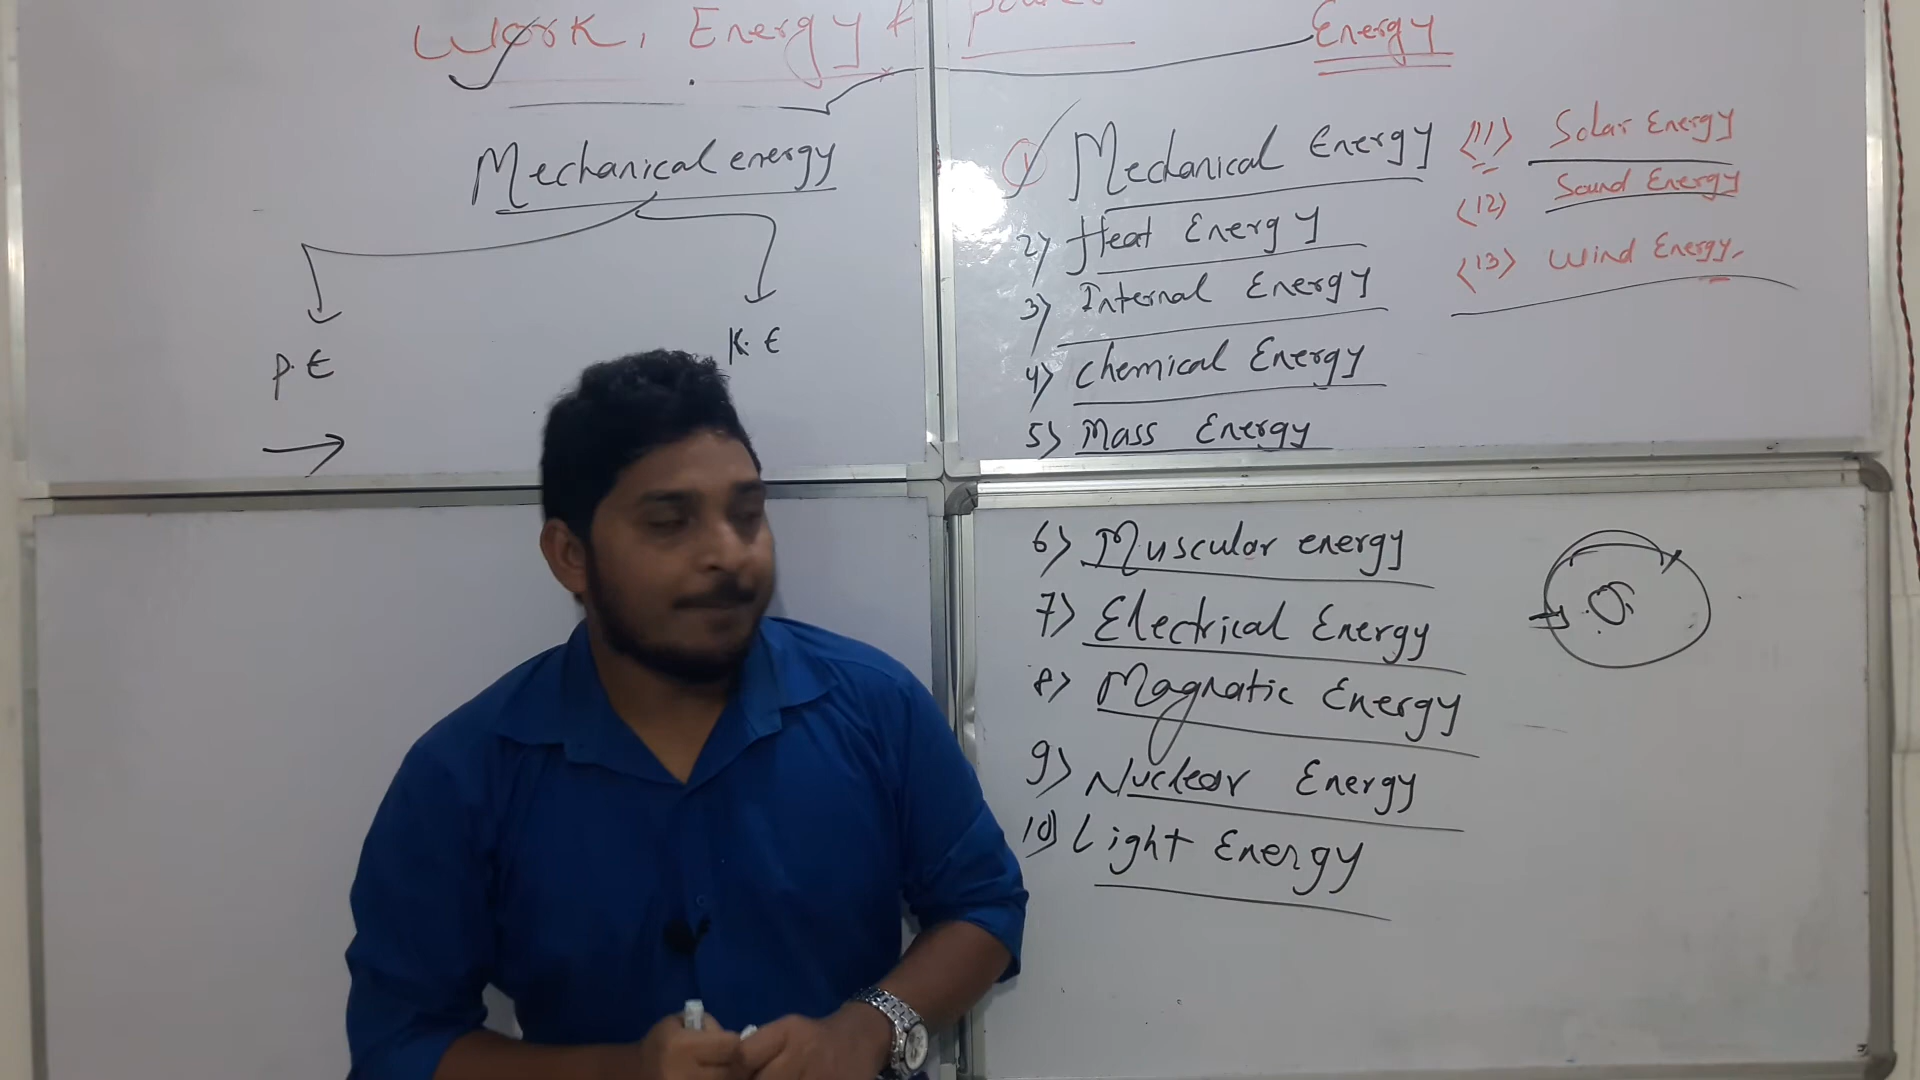 Work, Energy & Power
Mechanical energy
P.E
K.E
Energy
1) Mechanical Energy
2) Heat Energy
3) Internal Energy
4) Chemical Energy
5) Mass Energy
6) Muscular energy
7) Electrical Energy
8) Magnatic Energy
9) Nuclear Energy
10) Light Energy
(11) Solar Energy
(12) Sound Energy
(13) Wind Energy.